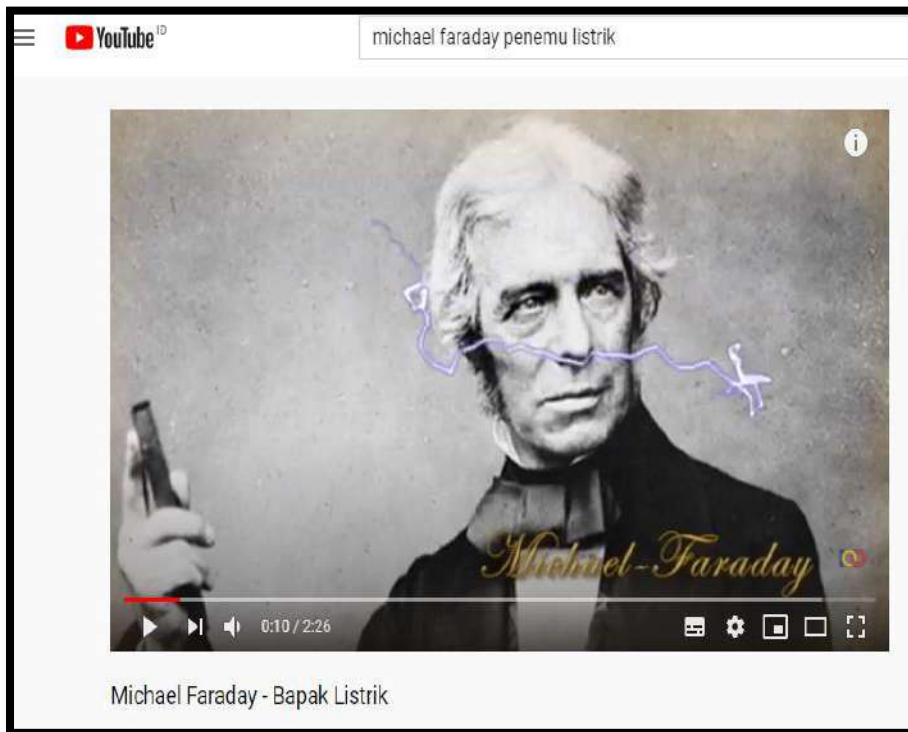 YouTube ID
michael faraday penemu listrik
i
Michael-Faraday
0:10 / 2:26
Michael Faraday - Bapak Listrik